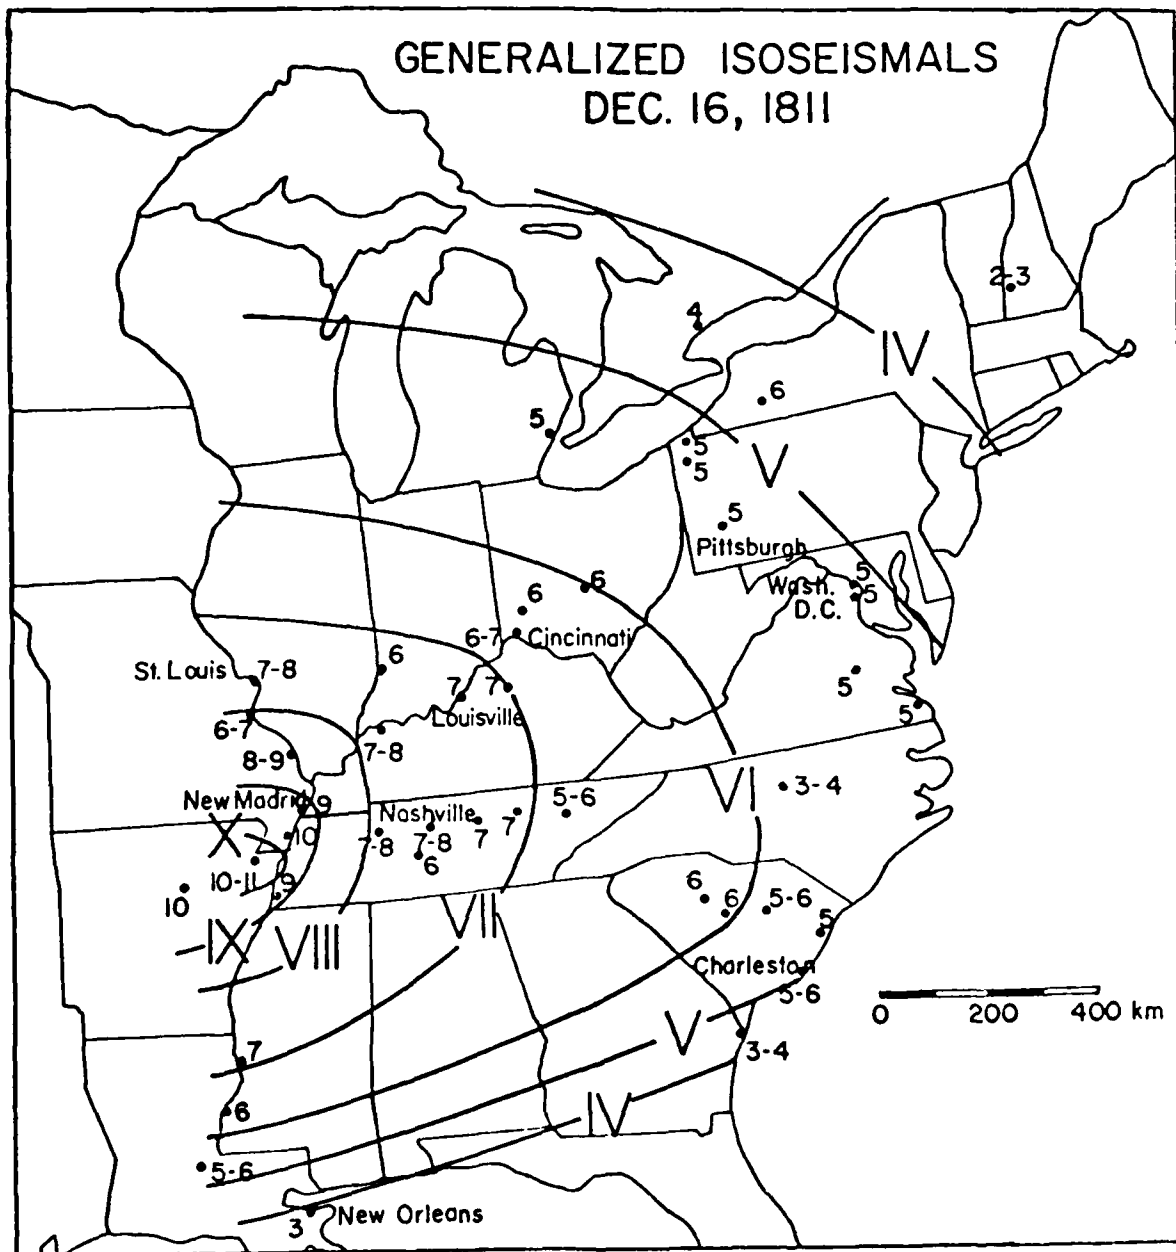 GENERALIZED ISOSEISMALS
DEC. 16, 1811
2-3
4
IV
6
5
5
5
V
5
Pittsburgh
5
Wash.
5
D.C.
6
6
6-7
Cincinnati
St. Louis
7-8
6
7
7
5
Louisville
5
6-7
7-8
8-9
VI
3-4
New Madrid
9
Nashville
5-6
X
10
7-8
7-8
7
7
6
10-11
9
10
6
6
5-6
5
IX
VIII
VII
Charleston
5-6
0 200 400 km
V
3-4
7
6
IV
5-6
3
New Orleans